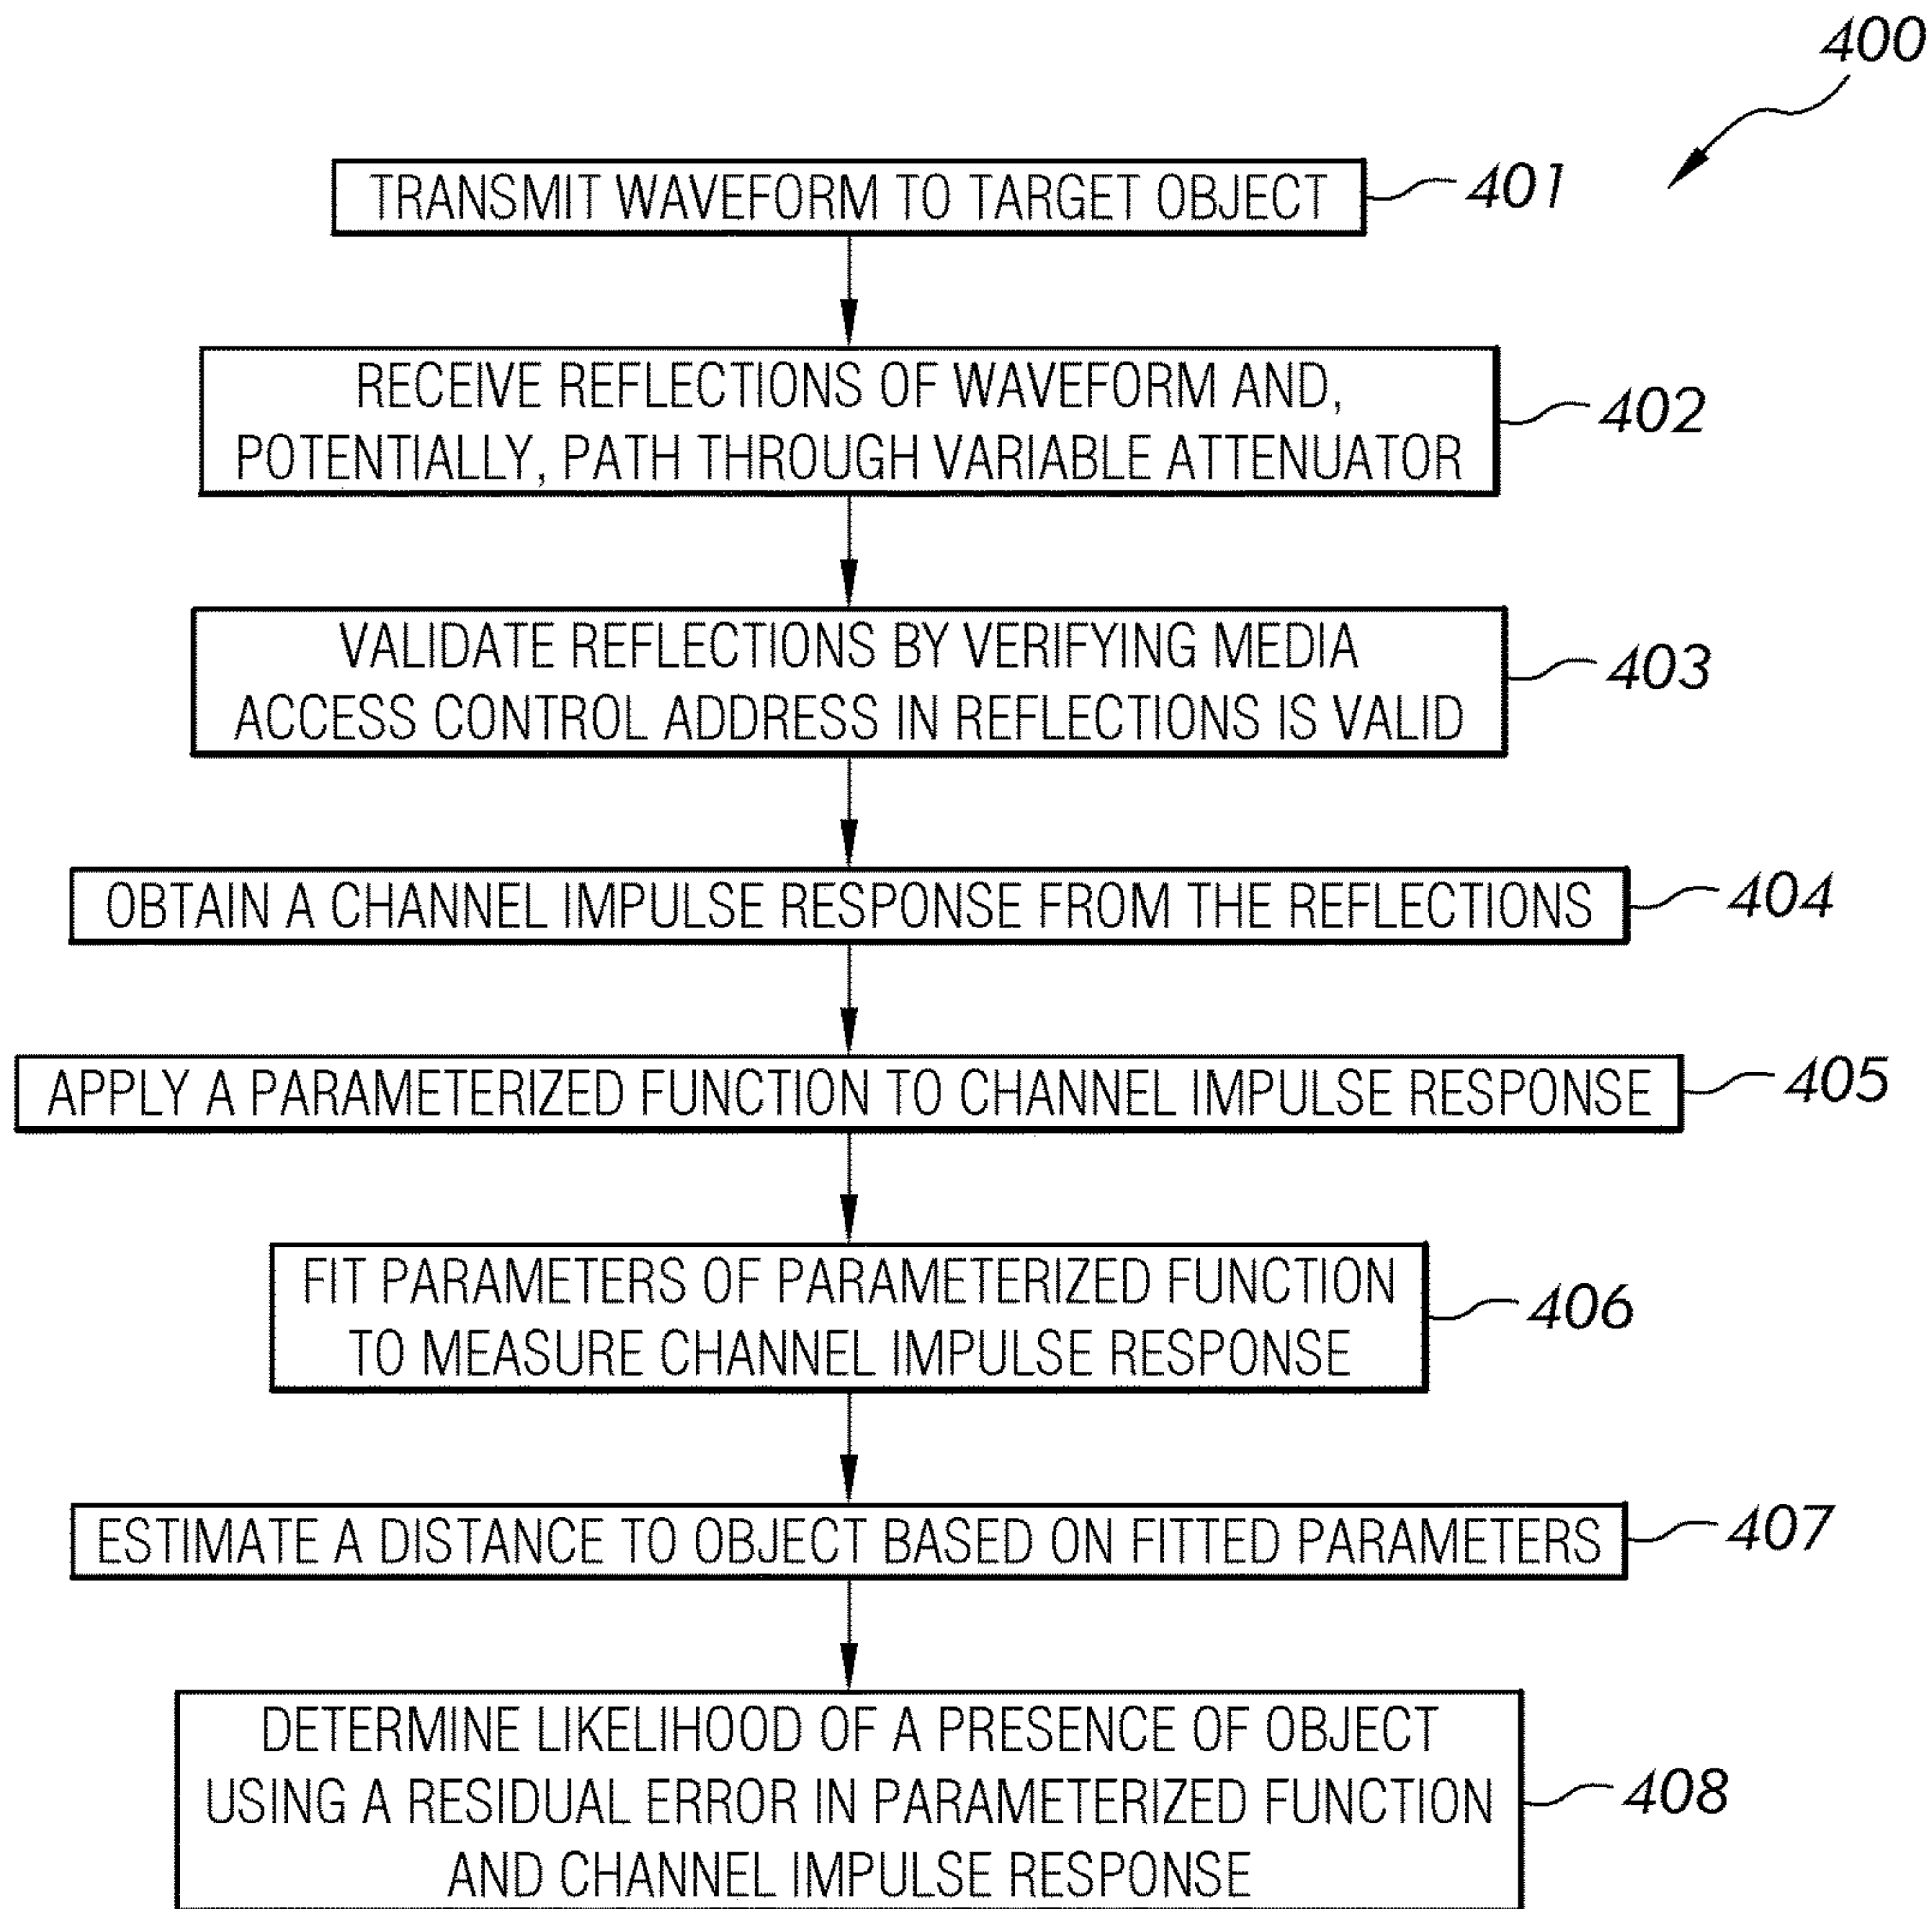 400
TRANSMIT WAVEFORM TO TARGET OBJECT
401
RECEIVE REFLECTIONS OF WAVEFORM AND,
POTENTIALLY, PATH THROUGH VARIABLE ATTENUATOR
402
VALIDATE REFLECTIONS BY VERIFYING MEDIA
ACCESS CONTROL ADDRESS IN REFLECTIONS IS VALID
403
OBTAIN A CHANNEL IMPULSE RESPONSE FROM THE REFLECTIONS
404
APPLY A PARAMETERIZED FUNCTION TO CHANNEL IMPULSE RESPONSE
405
FIT PARAMETERS OF PARAMETERIZED FUNCTION
TO MEASURE CHANNEL IMPULSE RESPONSE
406
ESTIMATE A DISTANCE TO OBJECT BASED ON FITTED PARAMETERS
407
DETERMINE LIKELIHOOD OF A PRESENCE OF OBJECT
USING A RESIDUAL ERROR IN PARAMETERIZED FUNCTION
AND CHANNEL IMPULSE RESPONSE
408